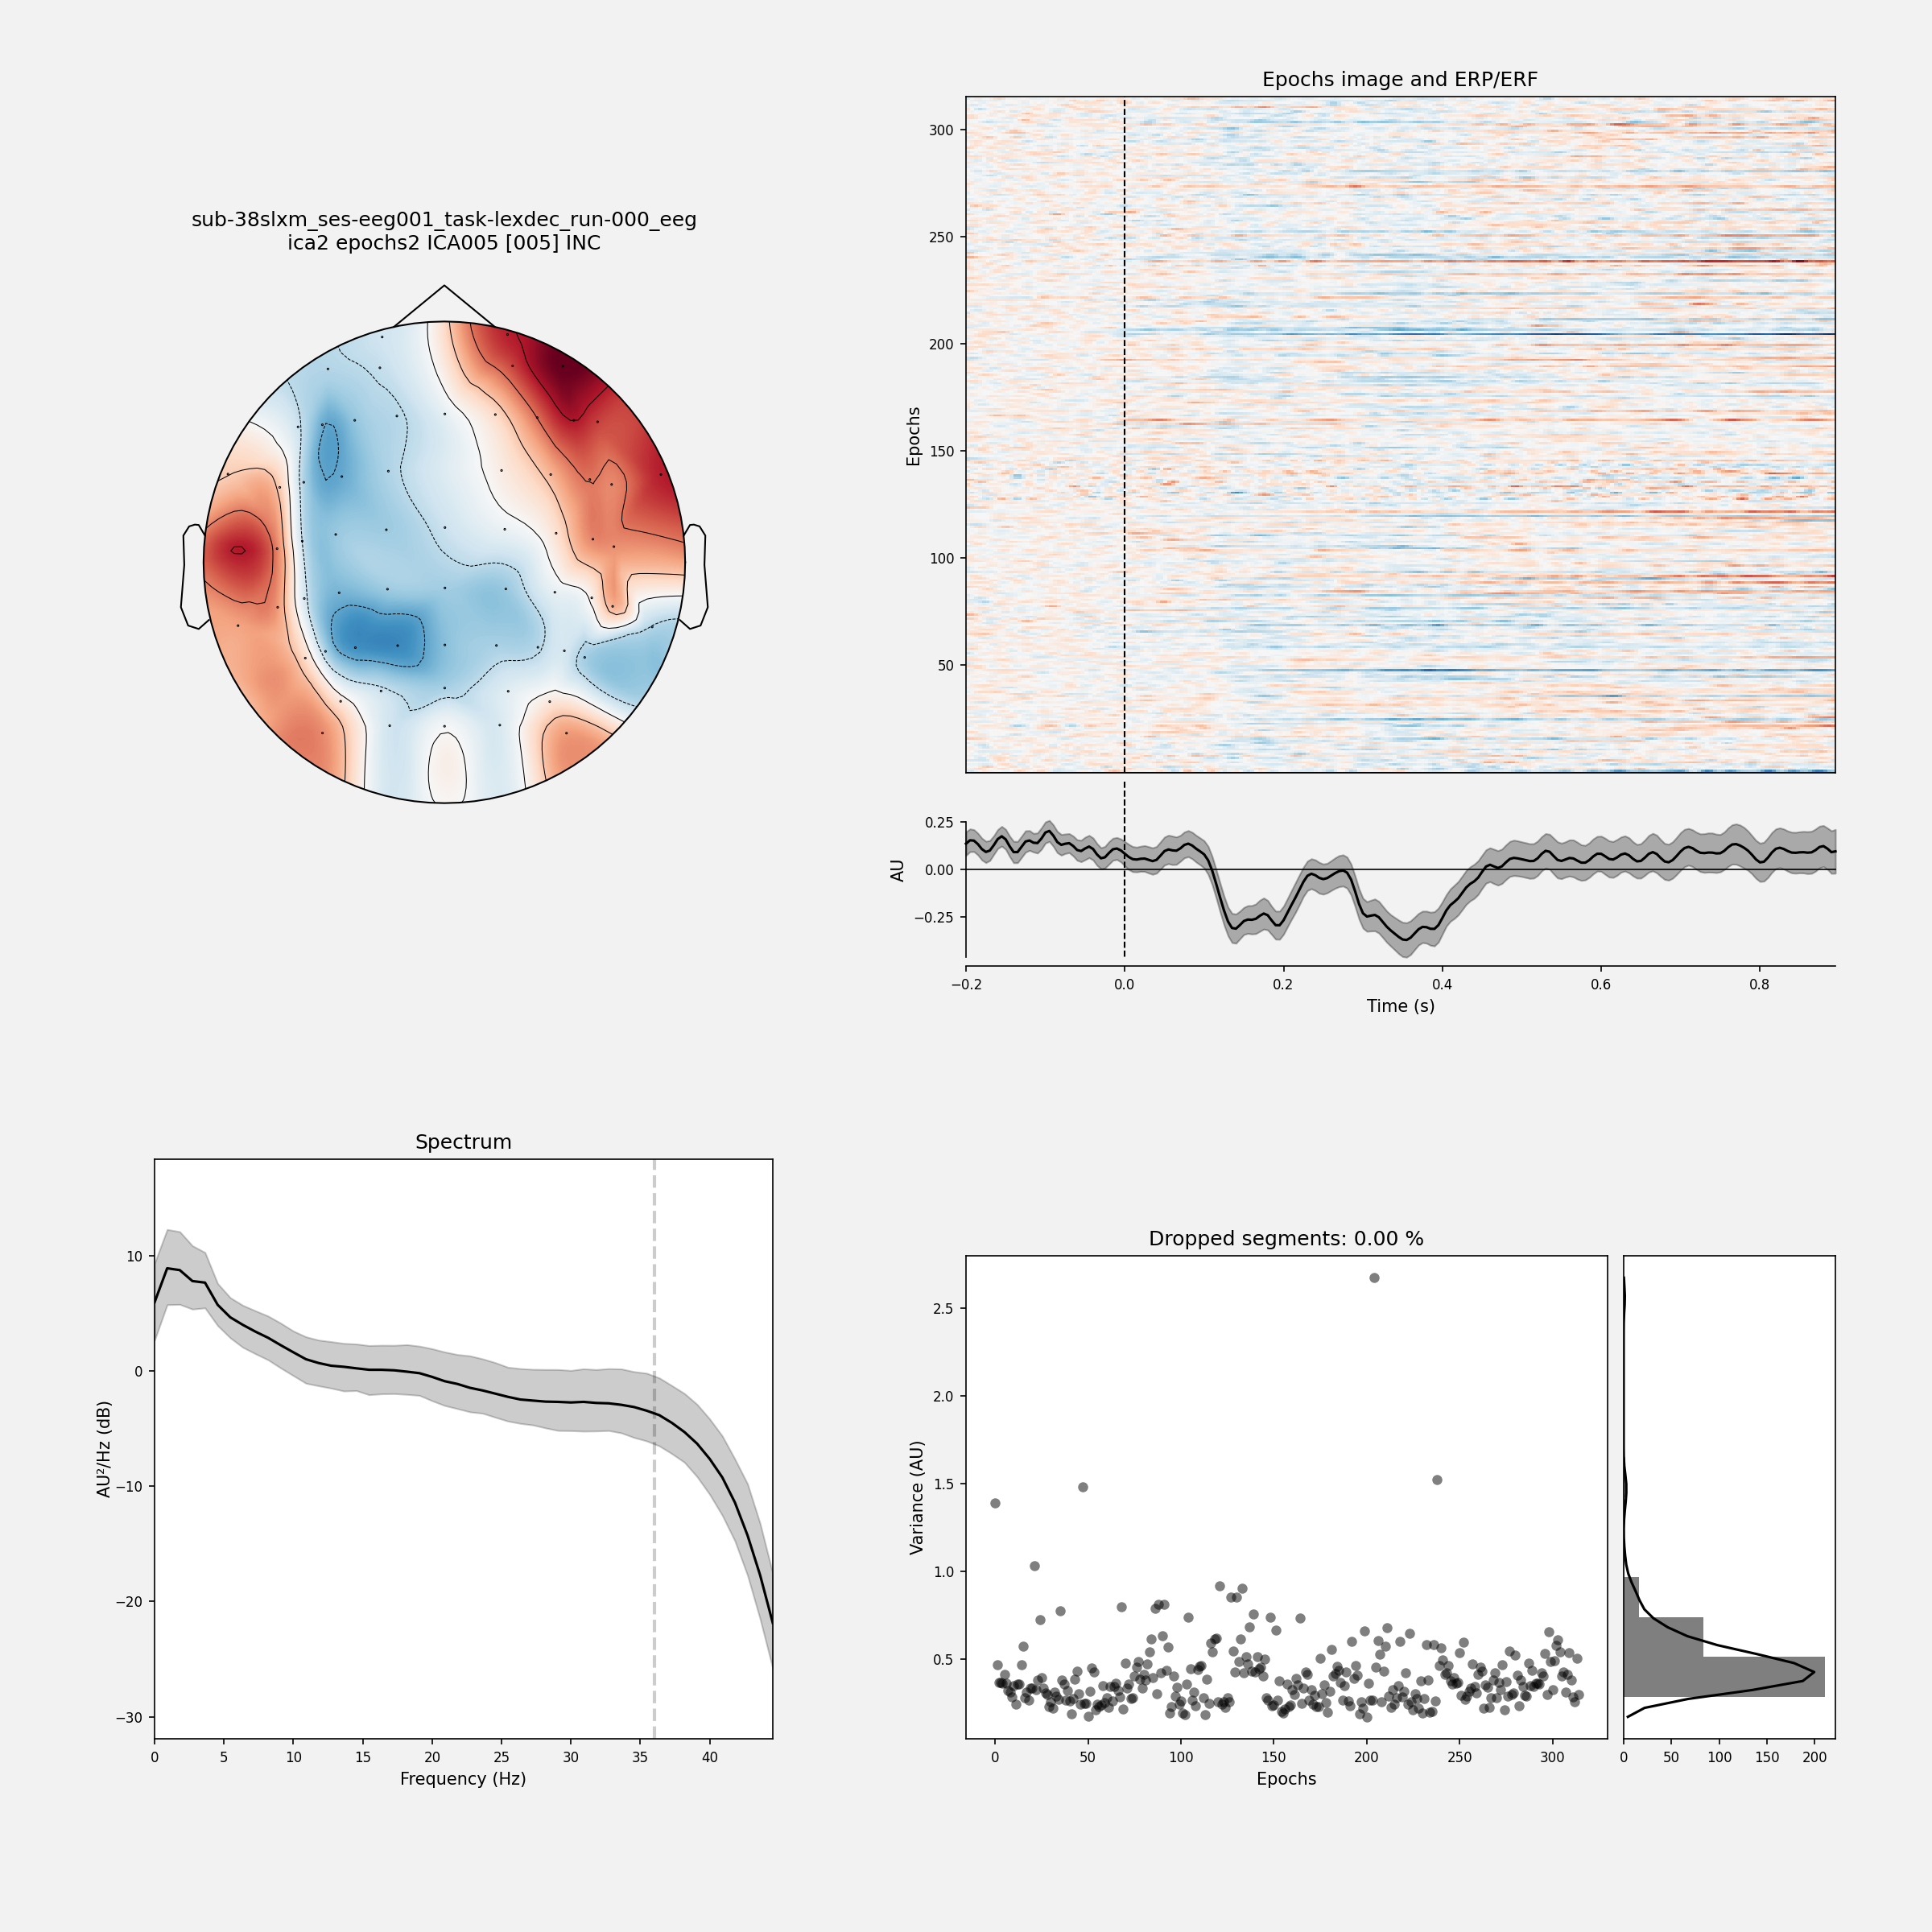 sub-38slxm_ses-eeg001_task-lexdec_run-000_eeg
ica2 epochs2 ICA005 [005] INC
Epochs image and ERP/ERF
Epochs
300
250
200
150
100
50
AU
0.25
0.00
−0.25
−0.2 0.0 0.2 0.4 0.6 0.8
Time (s)
Spectrum
AU²/Hz (dB)
10
0
−10
−20
−30
0 5 10 15 20 25 30 35 40
Frequency (Hz)
Dropped segments: 0.00 %
Variance (AU)
2.5
2.0
1.5
1.0
0.5
0 50 100 150 200 250 300
Epochs
0 50 100 150 200